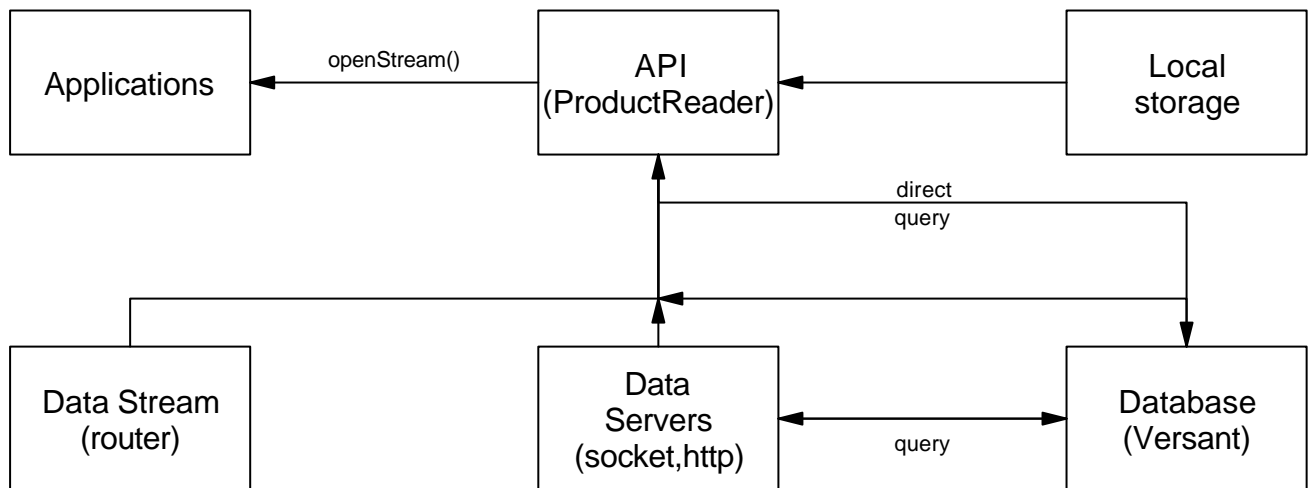 Applications
openStream()
API
(ProductReader)
Local
storage
direct
query
Data Stream
(router)
Data
Servers
(socket,http)
query
Database
(Versant)